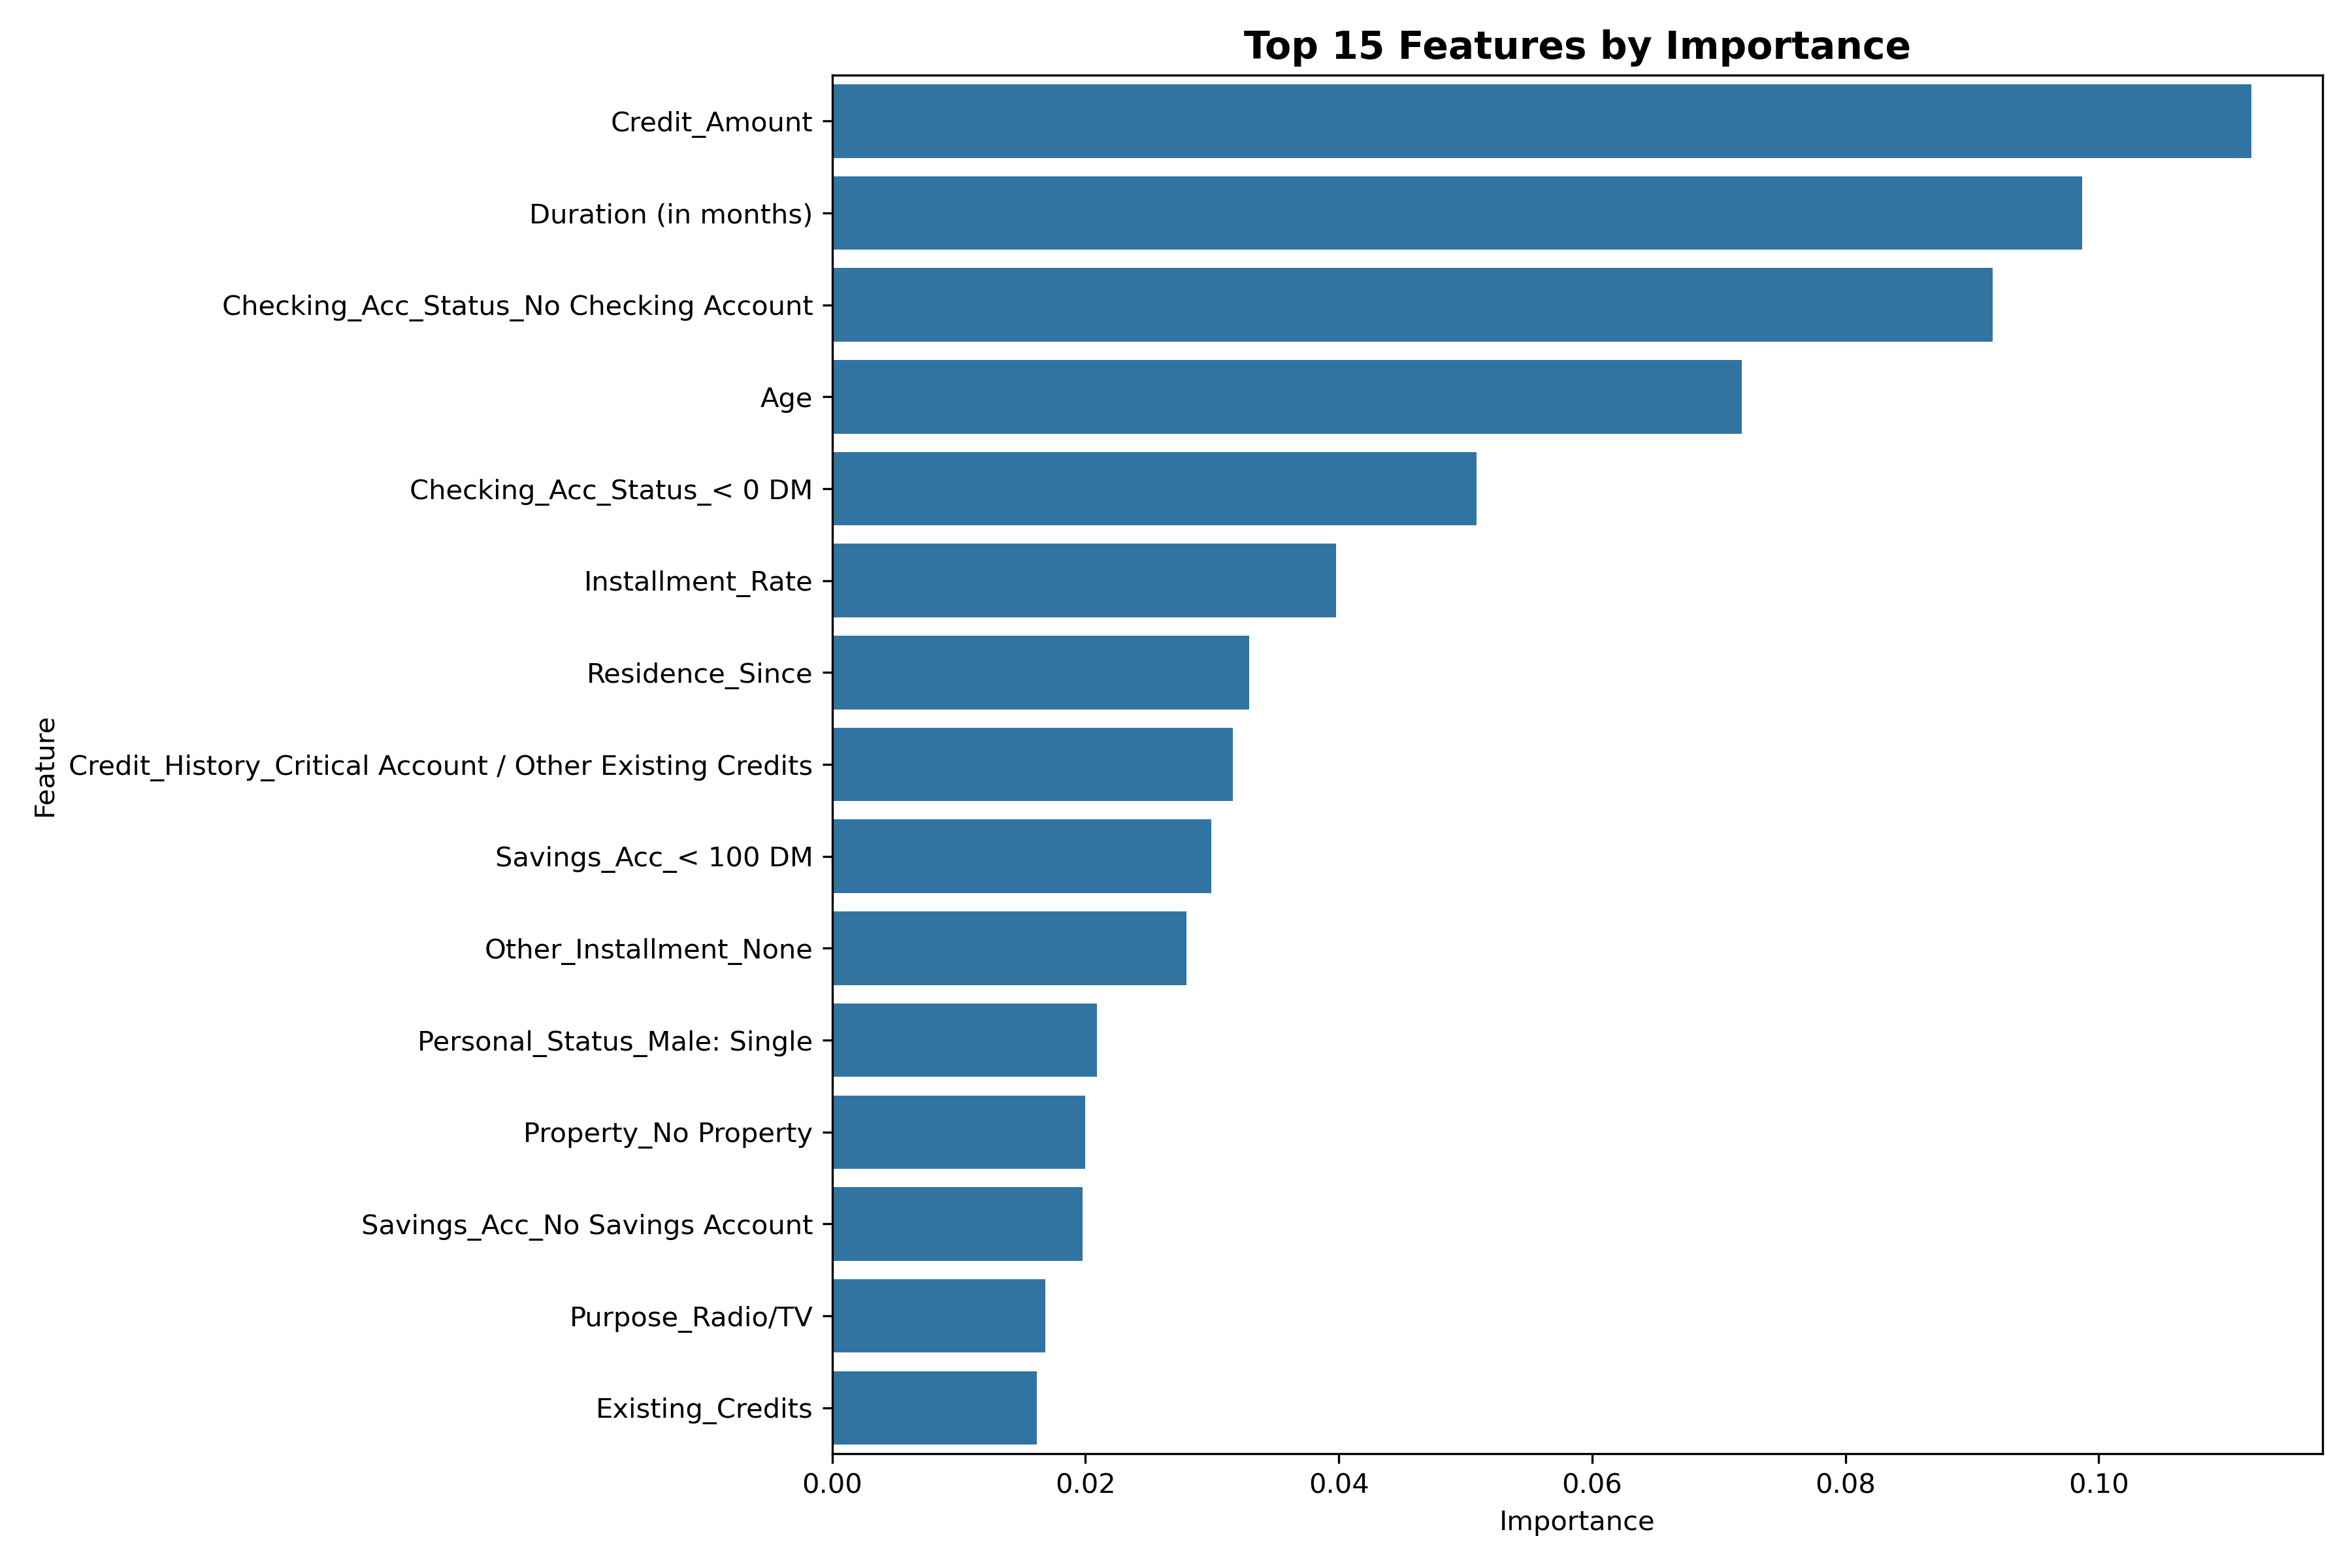 Top 15 Features by Importance
Credit_Amount
Duration (in months)
Checking_Acc_Status_No Checking Account
Age
Checking_Acc_Status_< 0 DM
Installment_Rate
Residence_Since
Credit_History_Critical Account / Other Existing Credits
Savings_Acc_< 100 DM
Other_Installment_None
Personal_Status_Male: Single
Property_No Property
Savings_Acc_No Savings Account
Purpose_Radio/TV
Existing_Credits
Feature
0.00 0.02 0.04 0.06 0.08 0.10
Importance